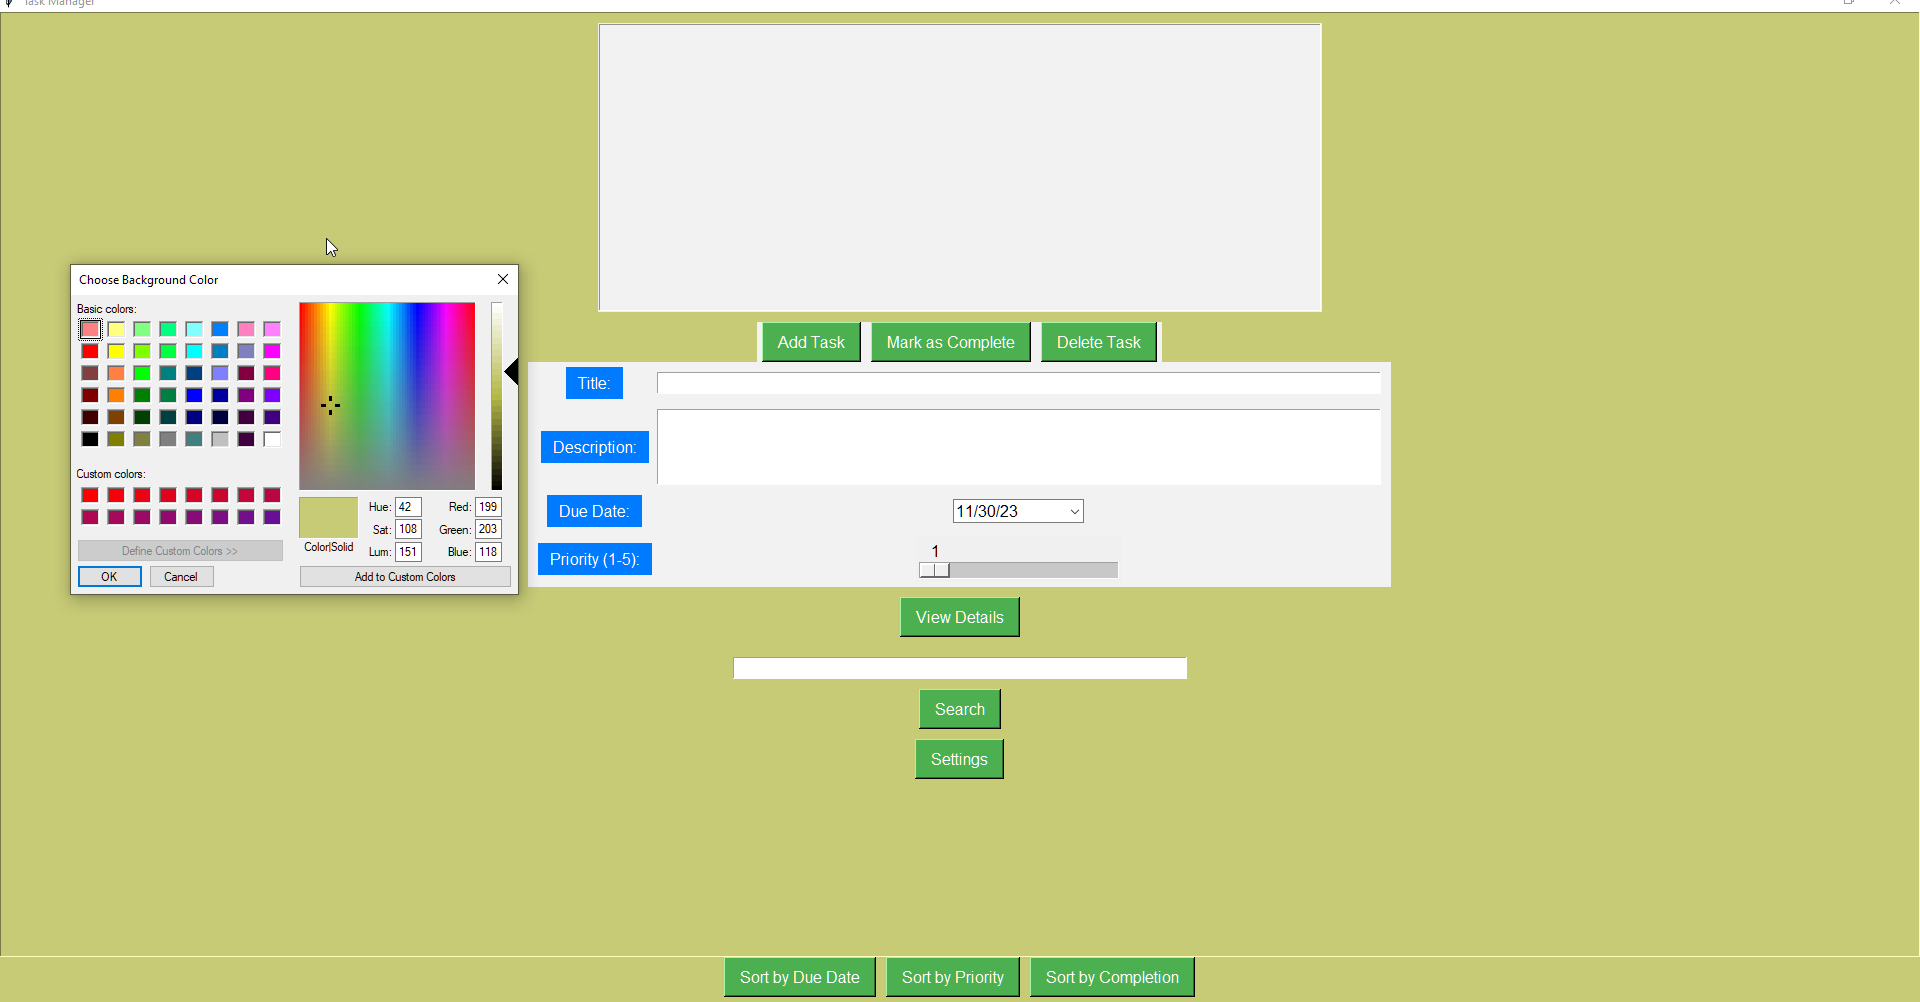 Task Manager
Add Task
Mark as Complete
Delete Task
Choose Background Color
Basic colors:
Custom colors:
Define Custom Colors >>
OK
Cancel
Color|Solid
Hue: 42
Sat: 108
Lum: 151
Red: 199
Green: 203
Blue: 118
Add to Custom Colors
Title:
Description:
Due Date: 11/30/23
Priority (1-5): 1
View Details
Search
Settings
Sort by Due Date
Sort by Priority
Sort by Completion